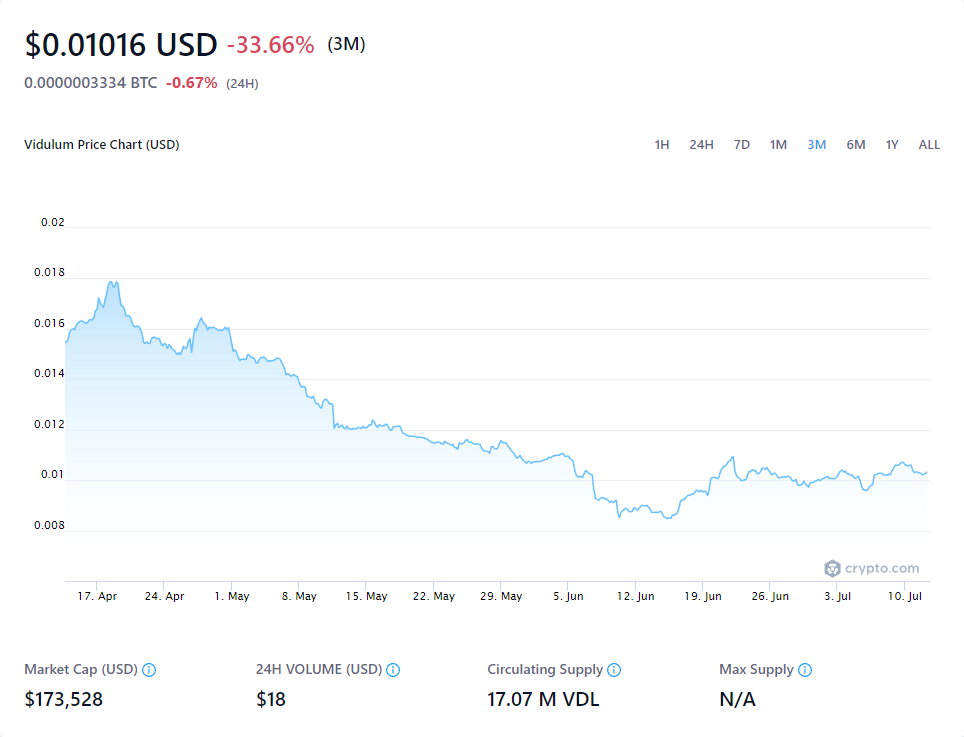 $0.01016 USD -33.66% (3M)
0.0000003334 BTC -0.67% (24H)
Vidulum Price Chart (USD) 1H 24H 7D 1M 3M 6M 1Y ALL
0.02
0.018
0.016
0.014
0.012
0.01
0.008
crypto.com
17. Apr 24. Apr 1. May 8. May 15. May 22. May 29. May 5. Jun 12. Jun 19. Jun 26. Jun 3. Jul 10. Jul
Market Cap (USD) 24H VOLUME (USD) Circulating Supply Max Supply
$173,528 $18 17.07 M VDL N/A